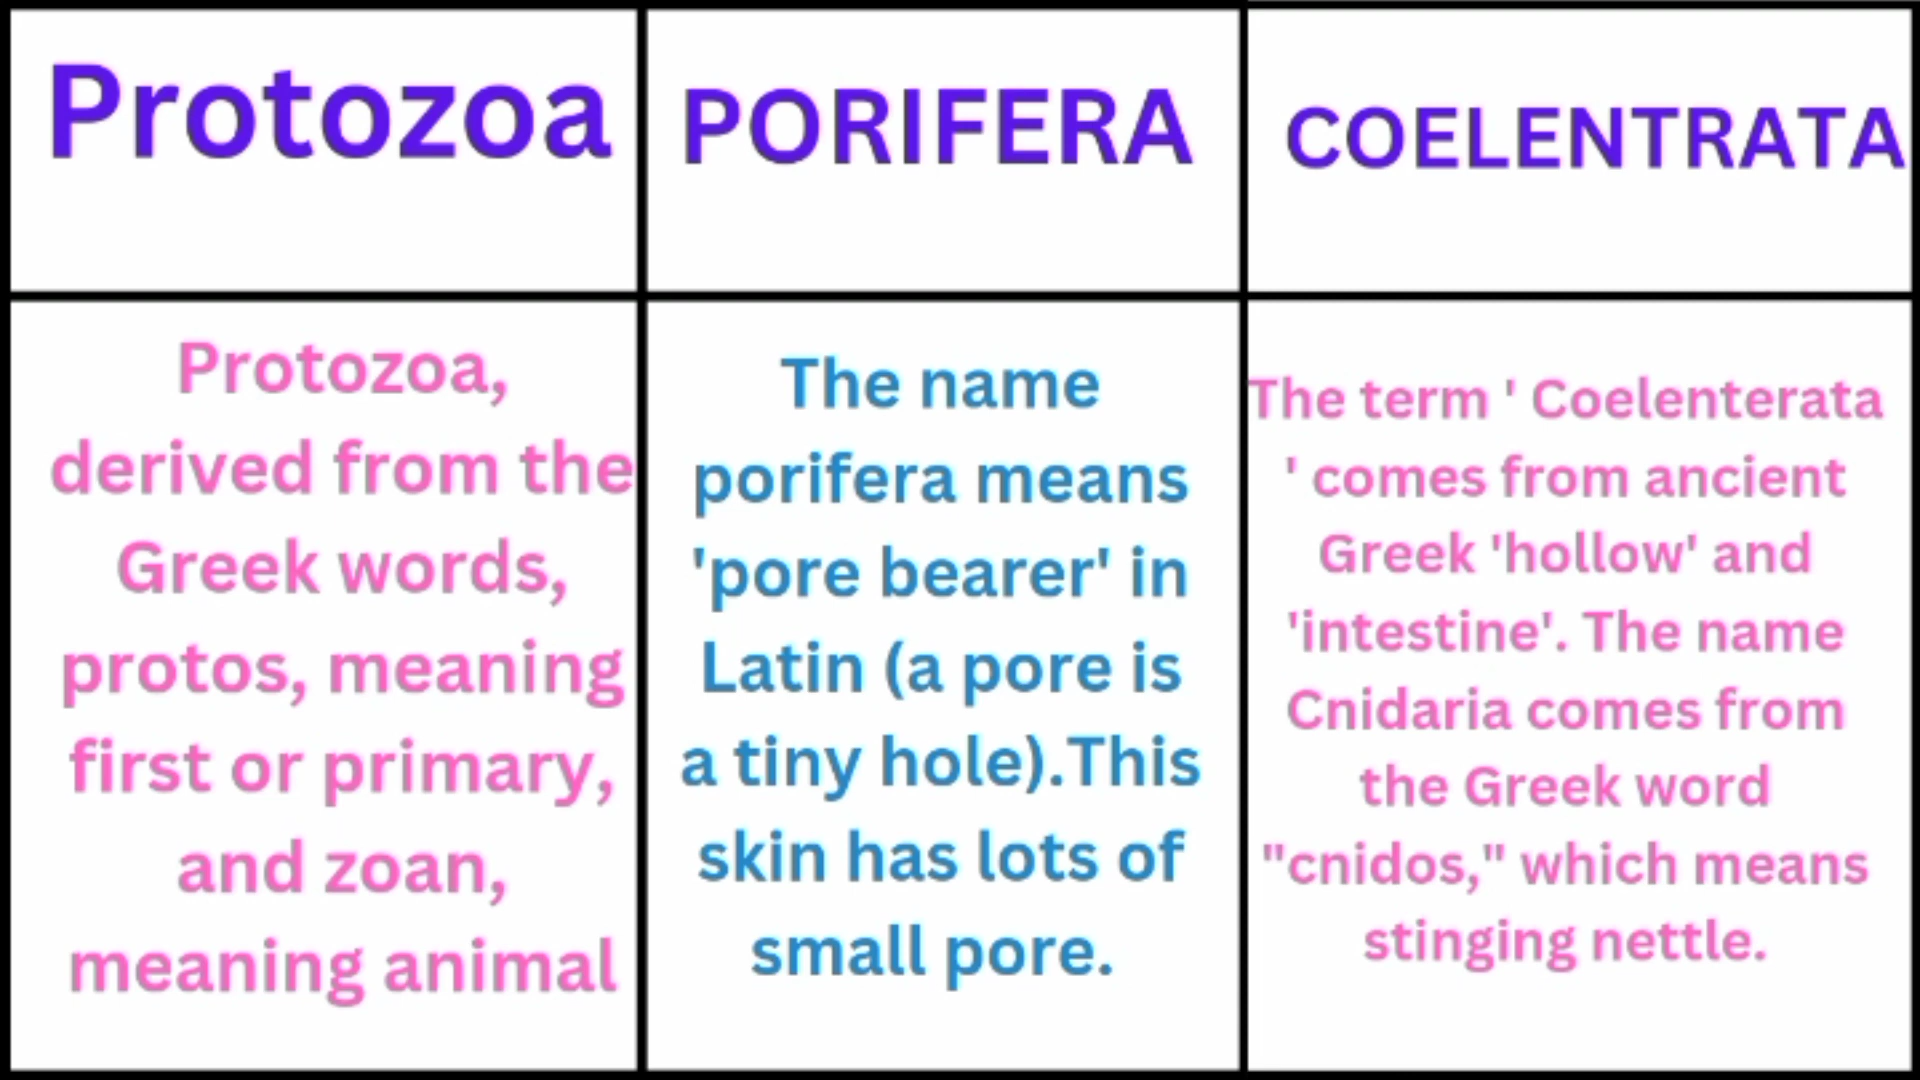 Protozoa
PORIFERA
COELENTRATA
Protozoa,
derived from the
Greek words,
protos, meaning
first or primary,
and zoan,
meaning animal
The name
porifera means
'pore bearer' in
Latin (a pore is
a tiny hole).This
skin has lots of
small pore.
The term ' Coelenterata
' comes from ancient
Greek 'hollow' and
'intestine'. The name
Cnidaria comes from
the Greek word
"cnidos," which means
stinging nettle.